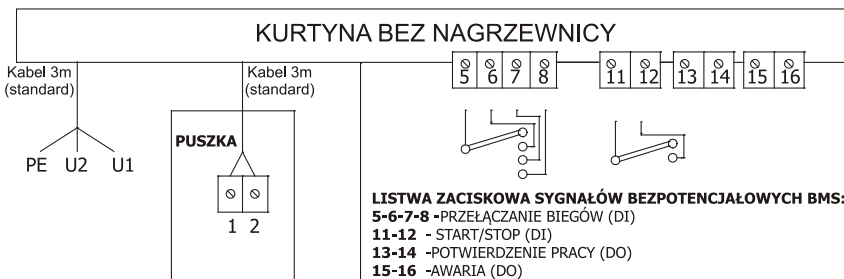 KURTYNA BEZ NAGRZEWNICY
Kabel 3m
(standard)
Kabel 3m
(standard)
5 6 7 8 11 12 13 14 15 16
PE U2 U1
PUSZKA
1 2
LISTWA ZACISKOWA SYGNAŁÓW BEZPOTENCJAŁOWYCH BMS:
5-6-7-8 -PRZEŁĄCZANIE BIEGÓW (DI)
11-12 - START/STOP (DI)
13-14 -POTWIERDZENIE PRACY (DO)
15-16 -AWARIA (DO)